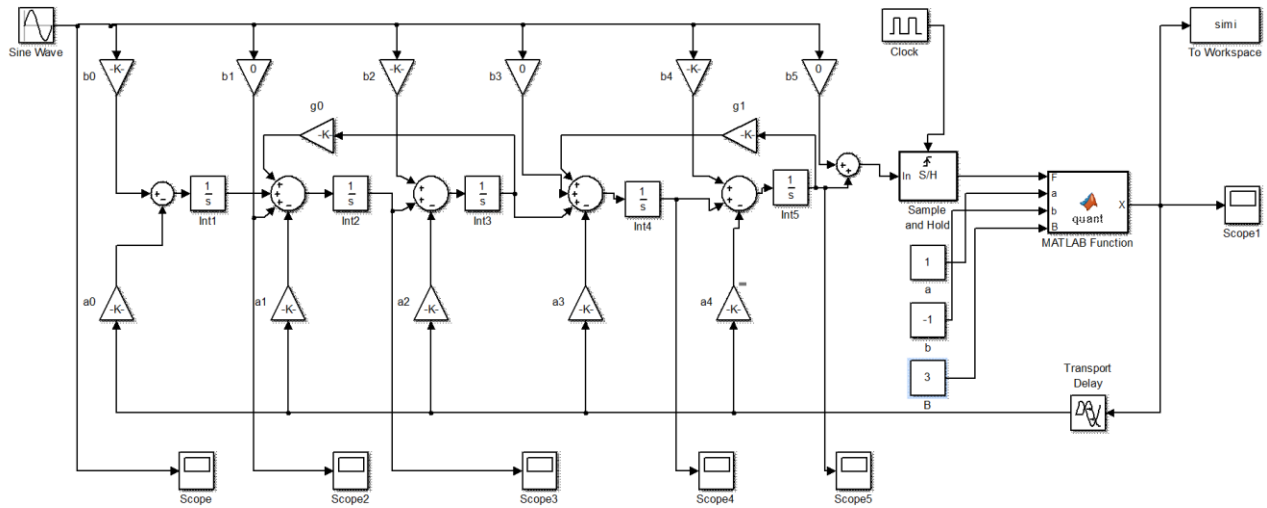 Sine Wave
b0
-K-
b1
0
b2
-K-
b3
0
b4
-K-
b5
0
Clock
simi
To Workspace
g0
-K-
g1
-K-
+
−
1
s
Int1
+
+
+
−
1
s
Int2
+
+
−
1
s
Int3
+
+
+
−
1
s
Int4
+
+
−
1
s
Int5
+
+
In
S/H
Sample
and Hold
F
a
b
B
quant
X
MATLAB Function
Scope1
a0
-K-
a1
-K-
a2
-K-
a3
-K-
a4
-K-
1
a
-1
b
3
B
Transport
Delay
Scope
Scope2
Scope3
Scope4
Scope5